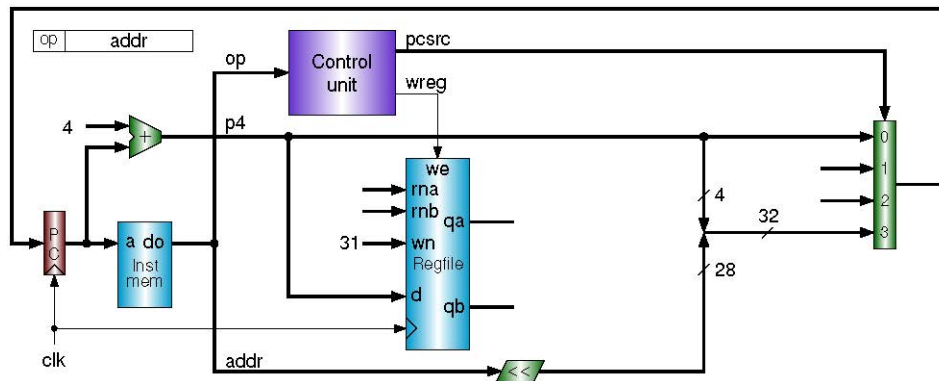 op addr
op
Control
unit
pcsrc
wreg
4
+
p4
we
rna
rnb
qa
31
wn
Regfile
d
qb
P
C
a do
Inst
mem
0
1
2
3
4
32
28
clk
addr
<<